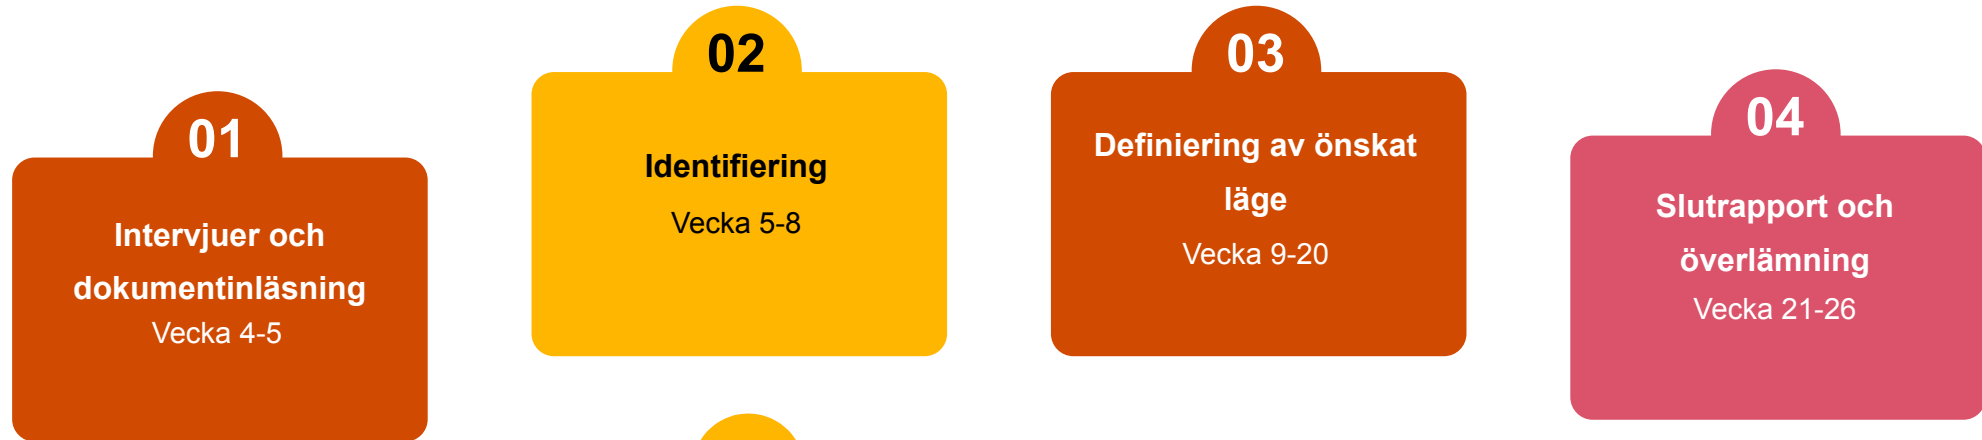 01
Intervjuer och
dokumentinläsning
Vecka 4-5
02
Identifiering
Vecka 5-8
03
Definiering av önskat
läge
Vecka 9-20
04
Slutrapport och
överlämning
Vecka 21-26